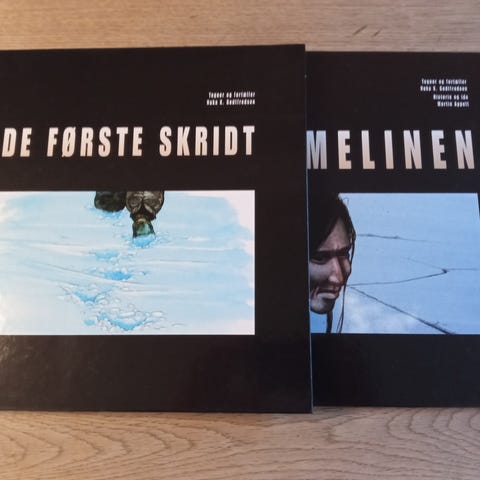 Tegner og fortæller
Nuka K. Godtfredsen
DE FØRSTE SKRIDT
Tegner og fortæller
Nuka K. Godtfredsen
Historie og ide
Martin Appelt
MELINEN